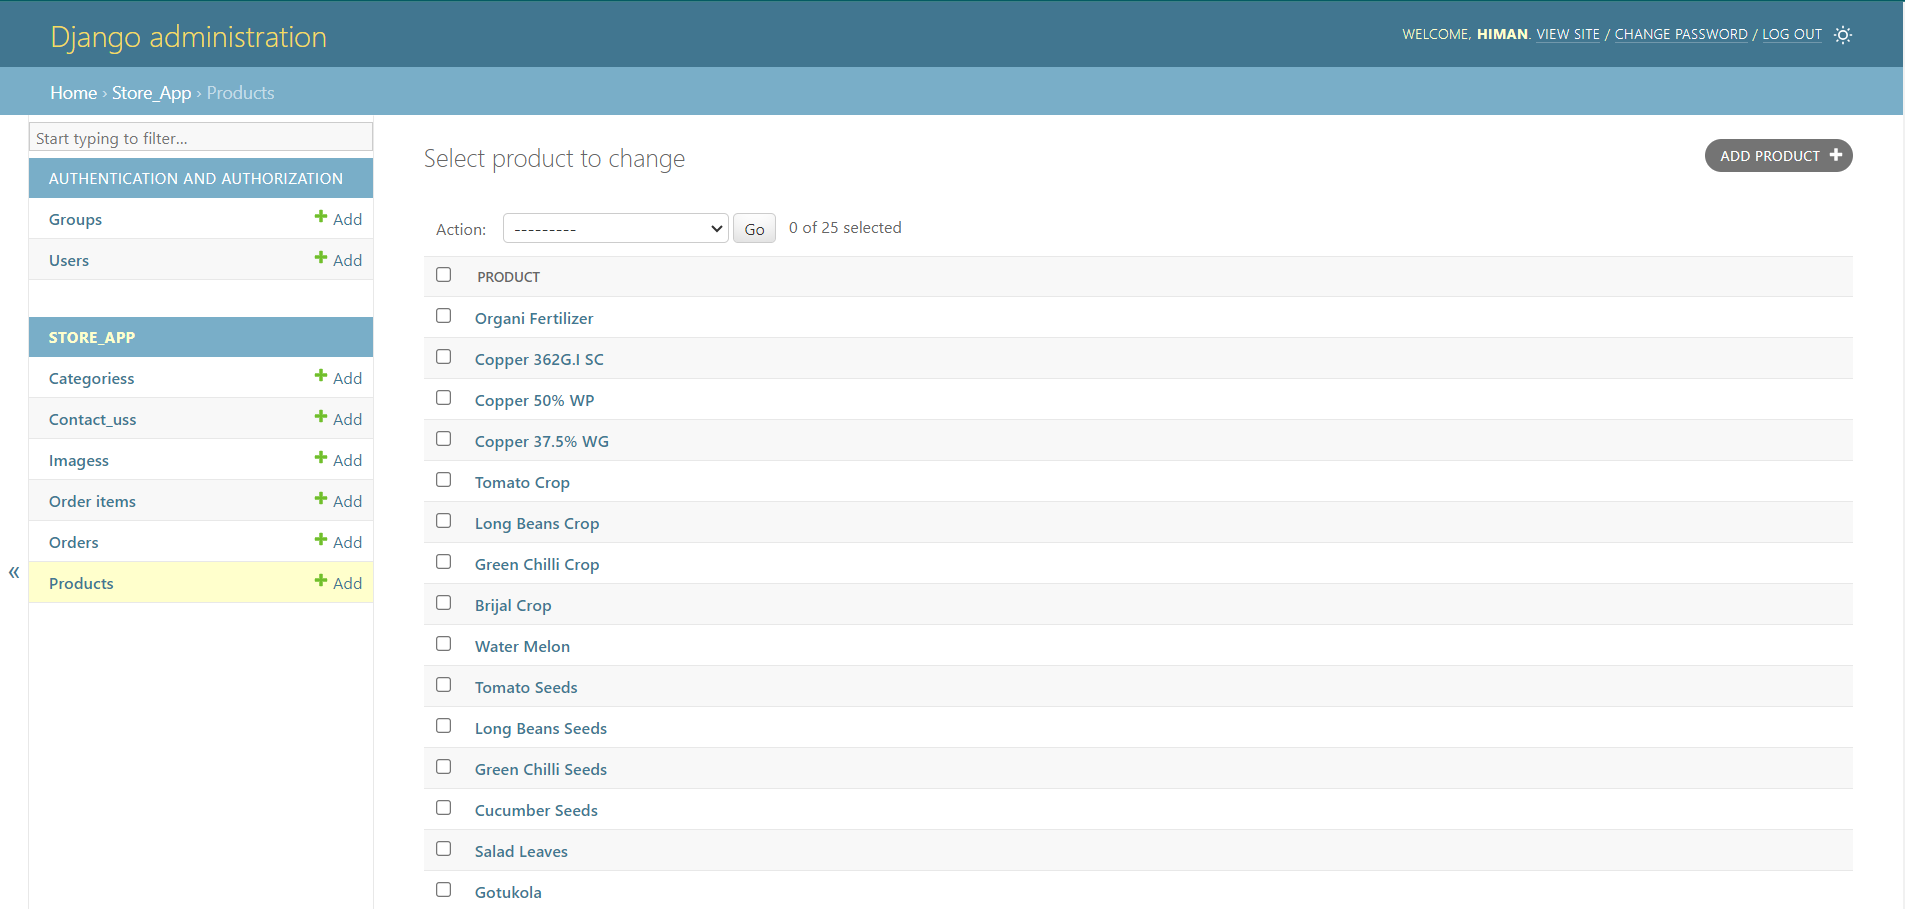 Django administration
WELCOME, HIMAN. VIEW SITE / CHANGE PASSWORD / LOG OUT
Home › Store_App › Products
Start typing to filter...
AUTHENTICATION AND AUTHORIZATION
Groups Add
Users Add
STORE_APP
Categoriess Add
Contact_uss Add
Imagess Add
Order items Add
Orders Add
Products Add
«
Select product to change
ADD PRODUCT
Action: --------- Go 0 of 25 selected
PRODUCT
Organi Fertilizer
Copper 362G.I SC
Copper 50% WP
Copper 37.5% WG
Tomato Crop
Long Beans Crop
Green Chilli Crop
Brijal Crop
Water Melon
Tomato Seeds
Long Beans Seeds
Green Chilli Seeds
Cucumber Seeds
Salad Leaves
Gotukola